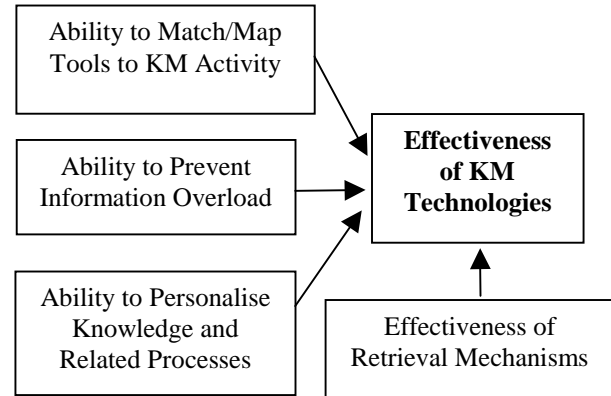 Ability to Match/Map
Tools to KM Activity
Effectiveness
of KM
Technologies
Ability to Prevent
Information Overload
Ability to Personalise
Knowledge and
Related Processes
Effectiveness of
Retrieval Mechanisms